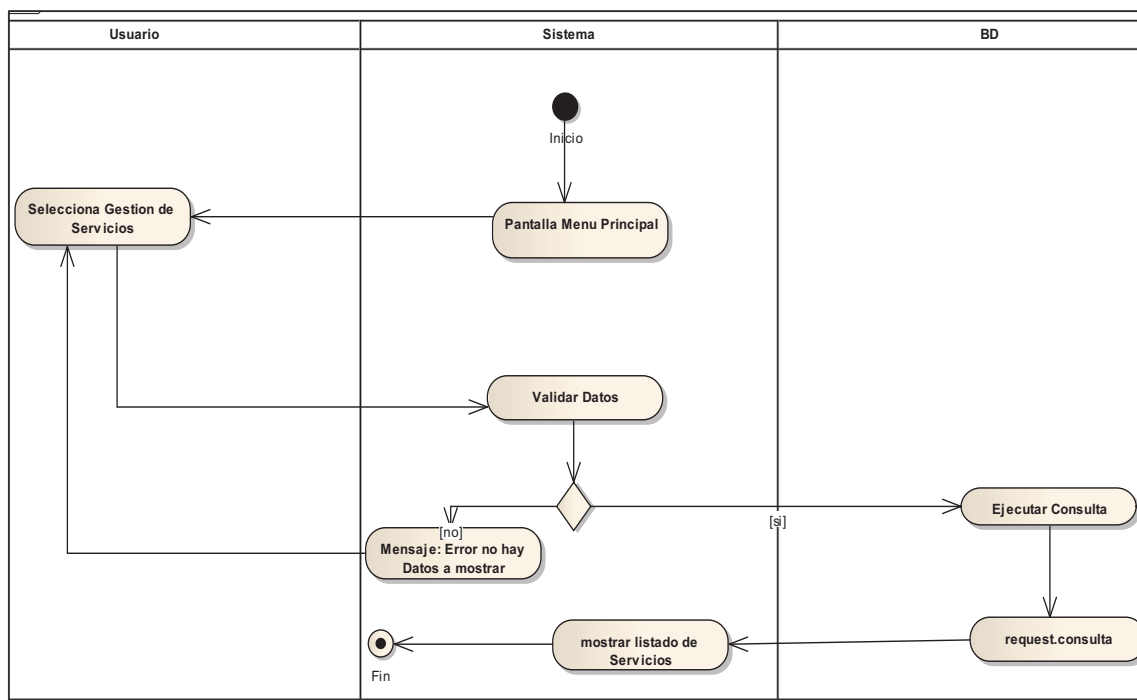 Usuario
Sistema
BD
Inicio
Selecciona Gestion de
Servicios
Pantalla Menu Principal
Validar Datos
[no]
[si]
Mensaje: Error no hay
Datos a mostrar
Ejecutar Consulta
request.consulta
mostrar listado de
Servicios
Fin